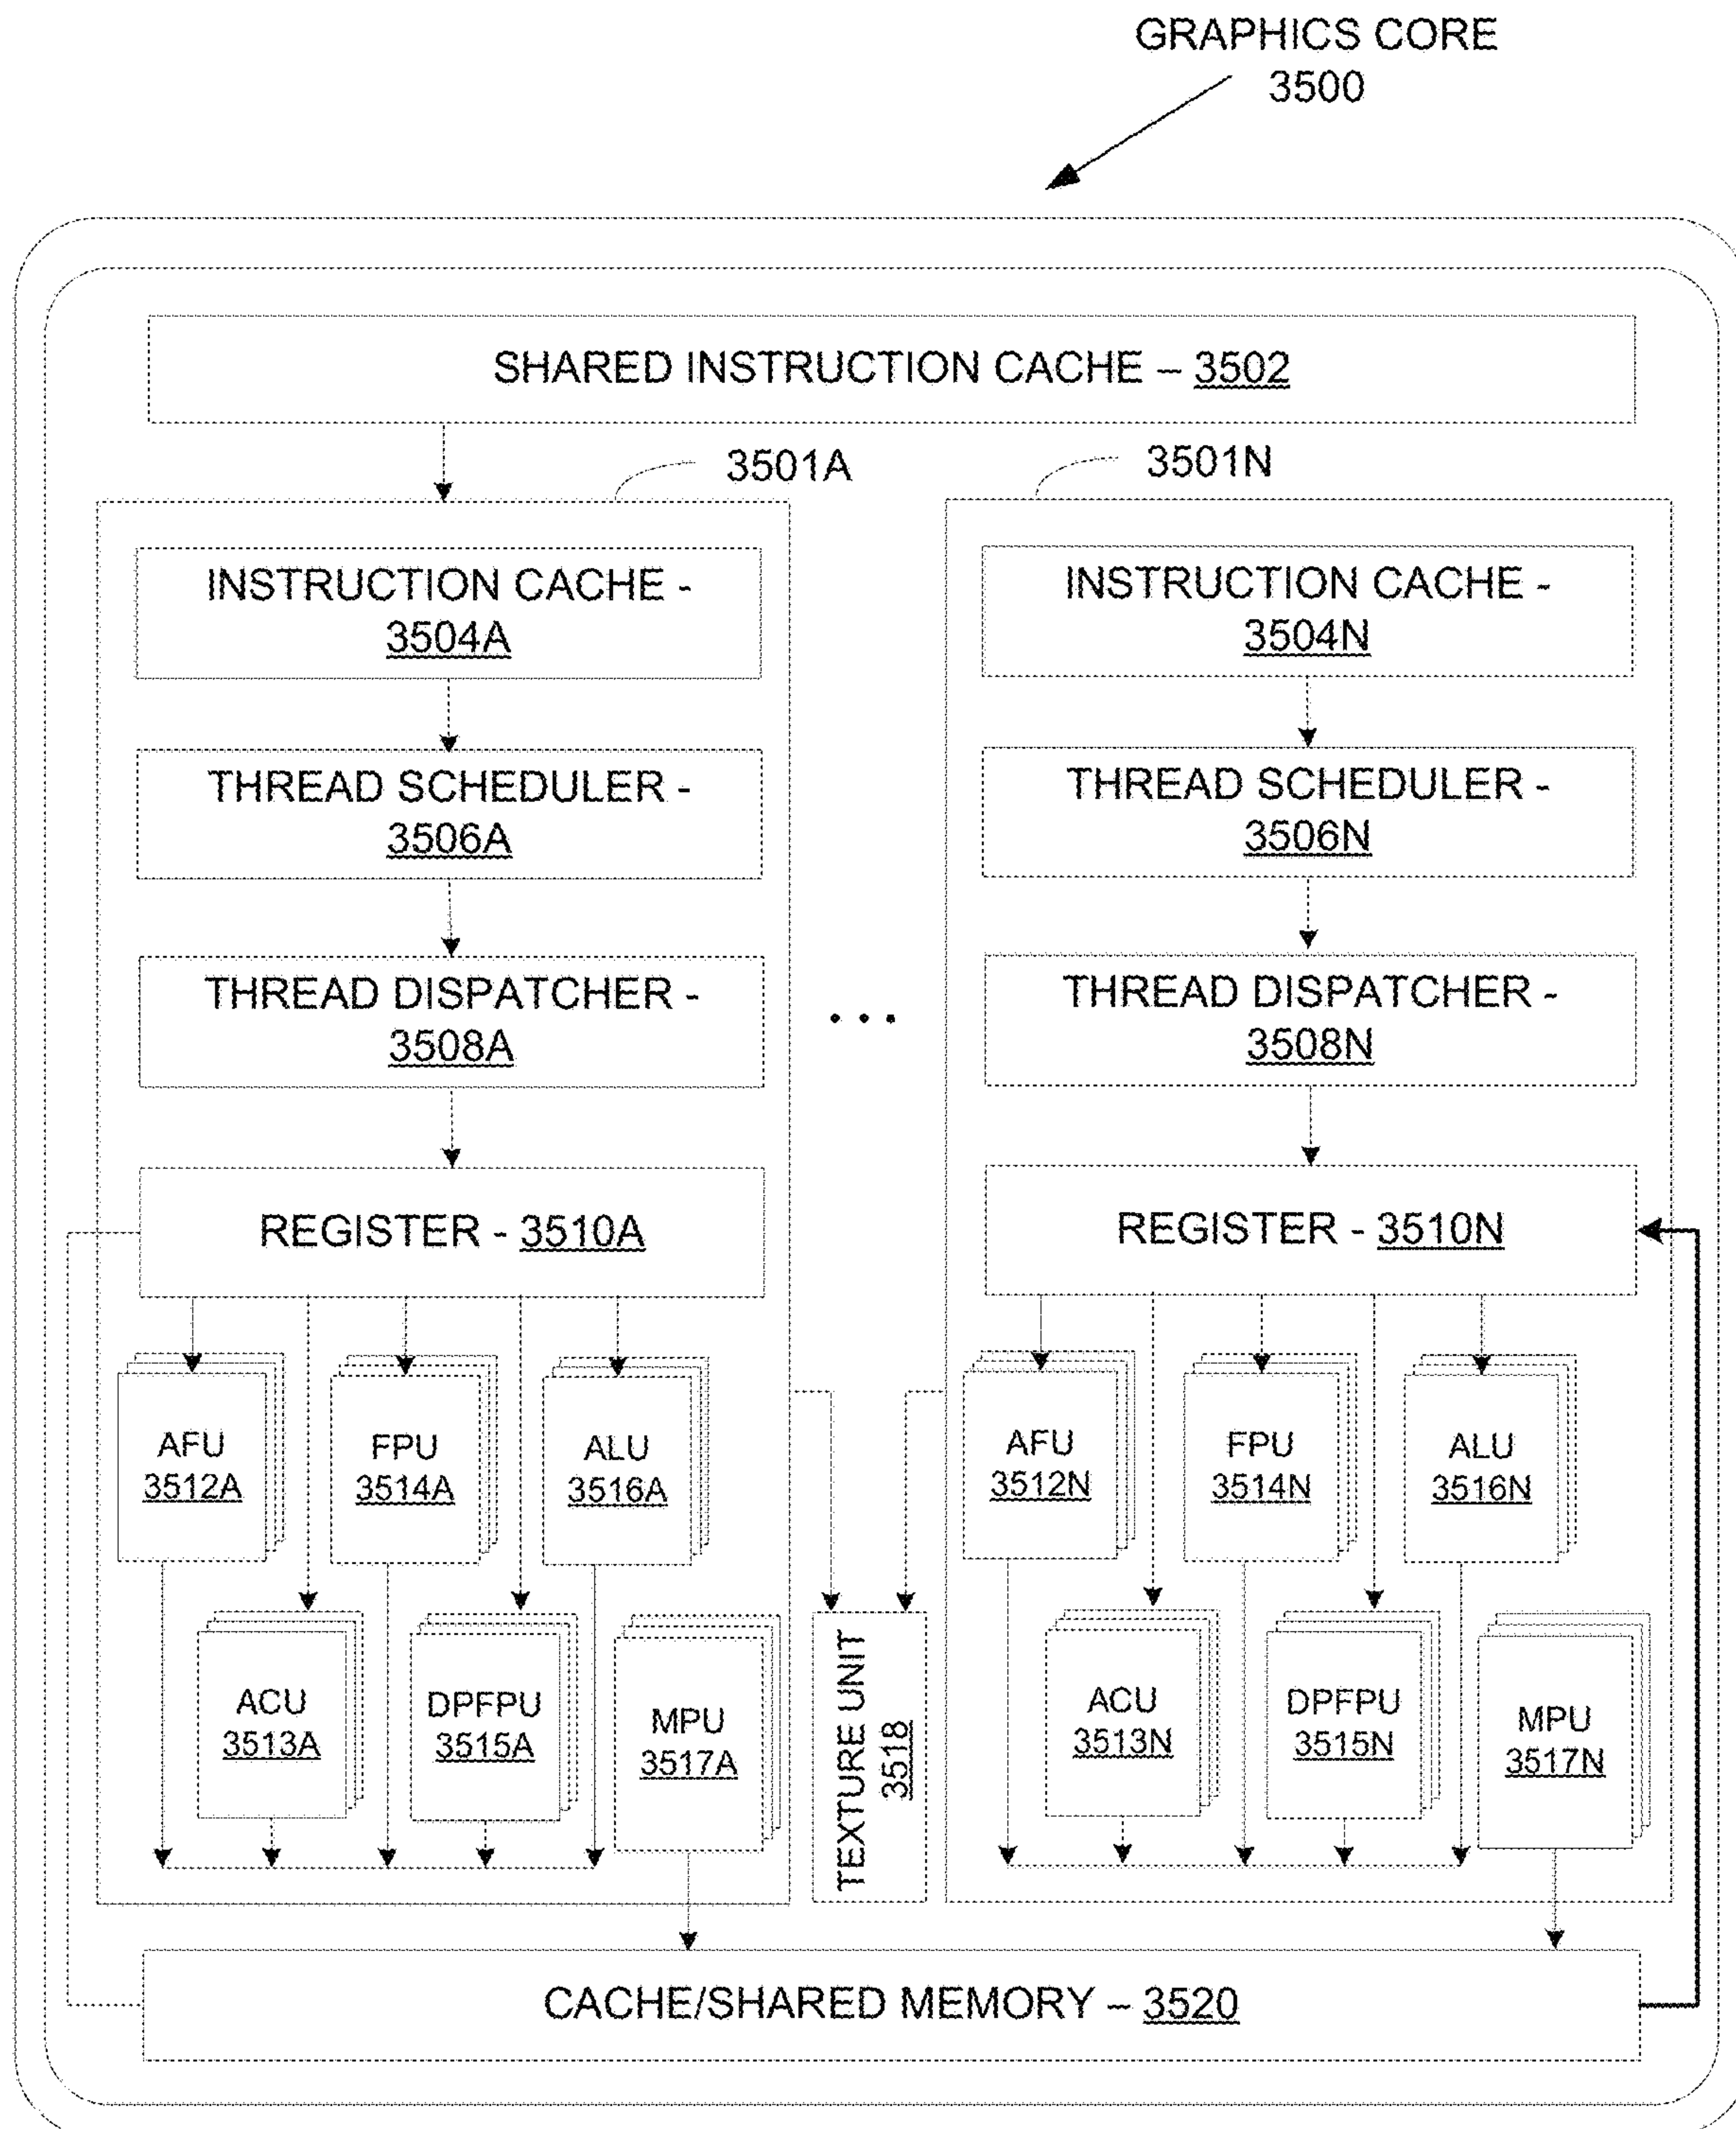 GRAPHICS CORE
3500
SHARED INSTRUCTION CACHE – 3502
3501A
3501N
INSTRUCTION CACHE -
3504A
THREAD SCHEDULER -
3506A
THREAD DISPATCHER -
3508A
REGISTER - 3510A
AFU
3512A
FPU
3514A
ALU
3516A
ACU
3513A
DPFPU
3515A
MPU
3517A
...
TEXTURE UNIT
3518
INSTRUCTION CACHE -
3504N
THREAD SCHEDULER -
3506N
THREAD DISPATCHER -
3508N
REGISTER - 3510N
AFU
3512N
FPU
3514N
ALU
3516N
ACU
3513N
DPFPU
3515N
MPU
3517N
CACHE/SHARED MEMORY – 3520